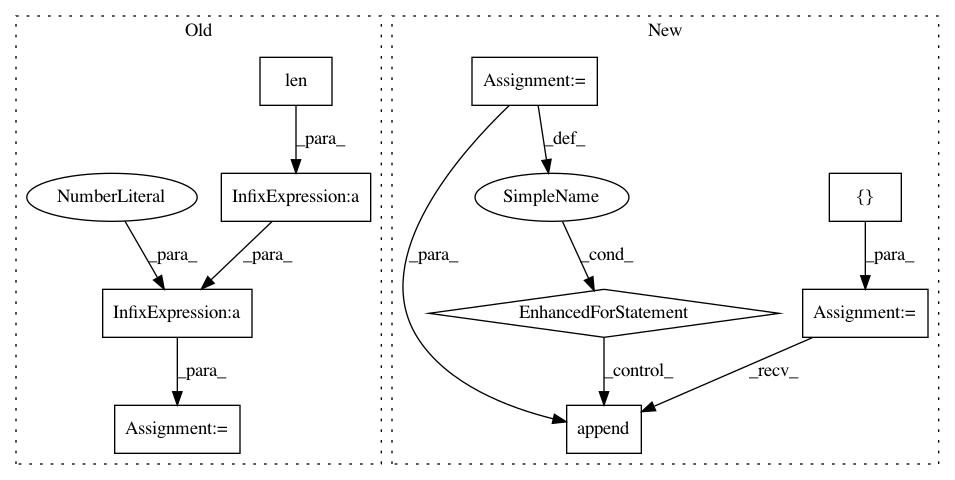 Old
New
len
Assignment:=
_para_
_def_
NumberLiteral
InfixExpression:a
SimpleName
{}
_para_
_para_
_para_
_cond_
_para_
InfixExpression:a
EnhancedForStatement
Assignment:=
_para_
_control_
_recv_
Assignment:=
append